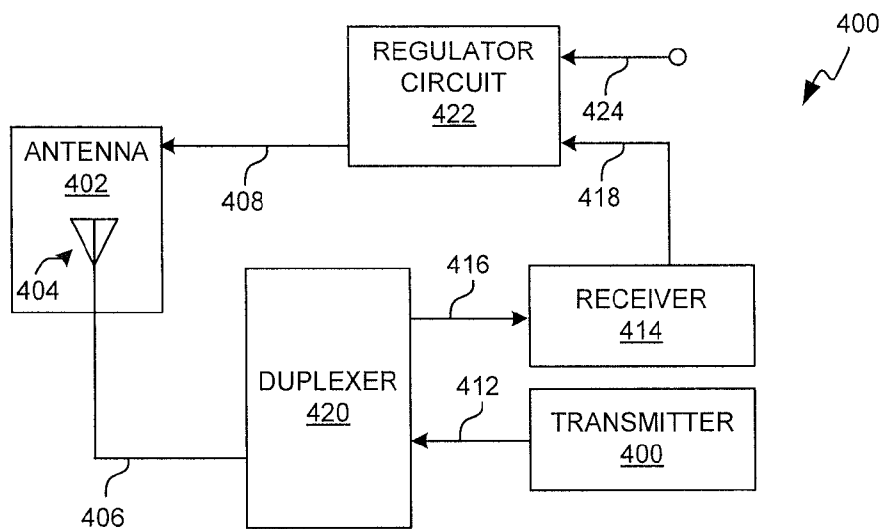 400
REGULATOR
CIRCUIT
422
424
ANTENNA
402
408
418
404
416
RECEIVER
414
DUPLEXER
420
412
TRANSMITTER
400
406